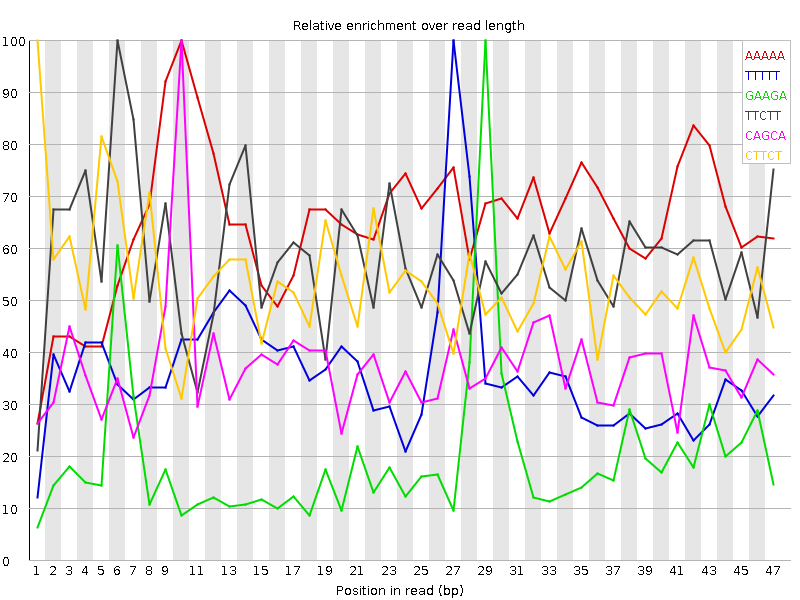 Relative enrichment over read length
100
90
80
70
60
50
40
30
20
10
0
AAAAA
TTTTT
GAAGA
TTCTT
CAGCA
CTTCT
1 2 3 4 5 6 7 8 9 11 13 15 17 19 21 23 25 27 29 31 33 35 37 39 41 43 45 47
Position in read (bp)